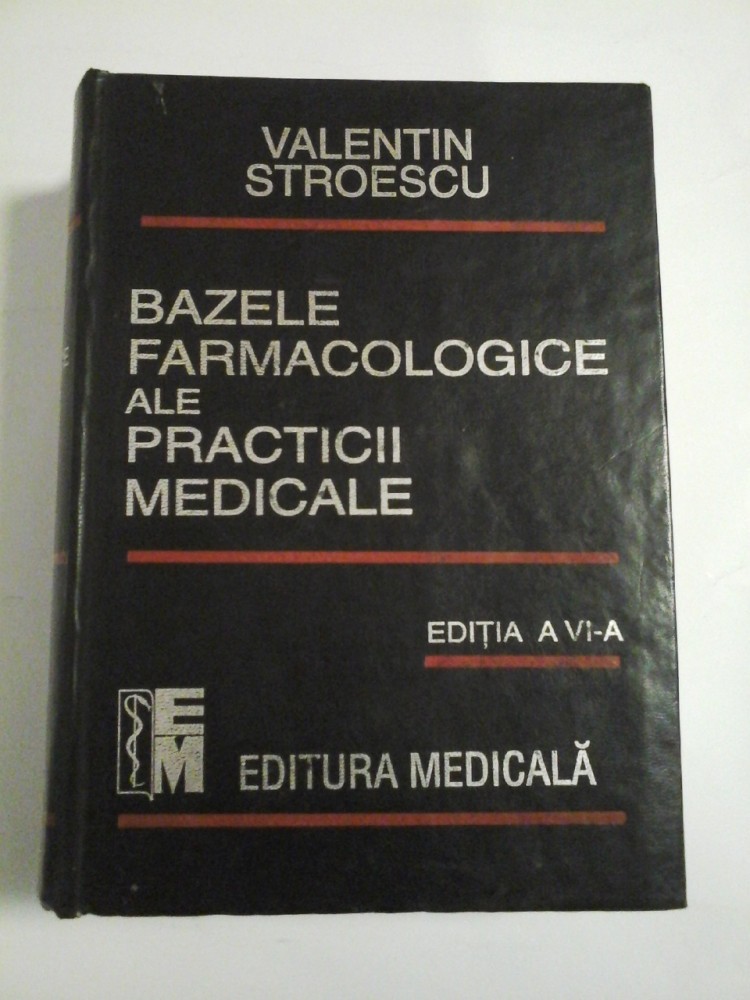 VALENTIN
STROESCU
BAZELE
FARMACOLOGICE
ALE
PRACTICII
MEDICALE
EDIȚIA A VI-A
EM
EDITURA MEDICALĂ